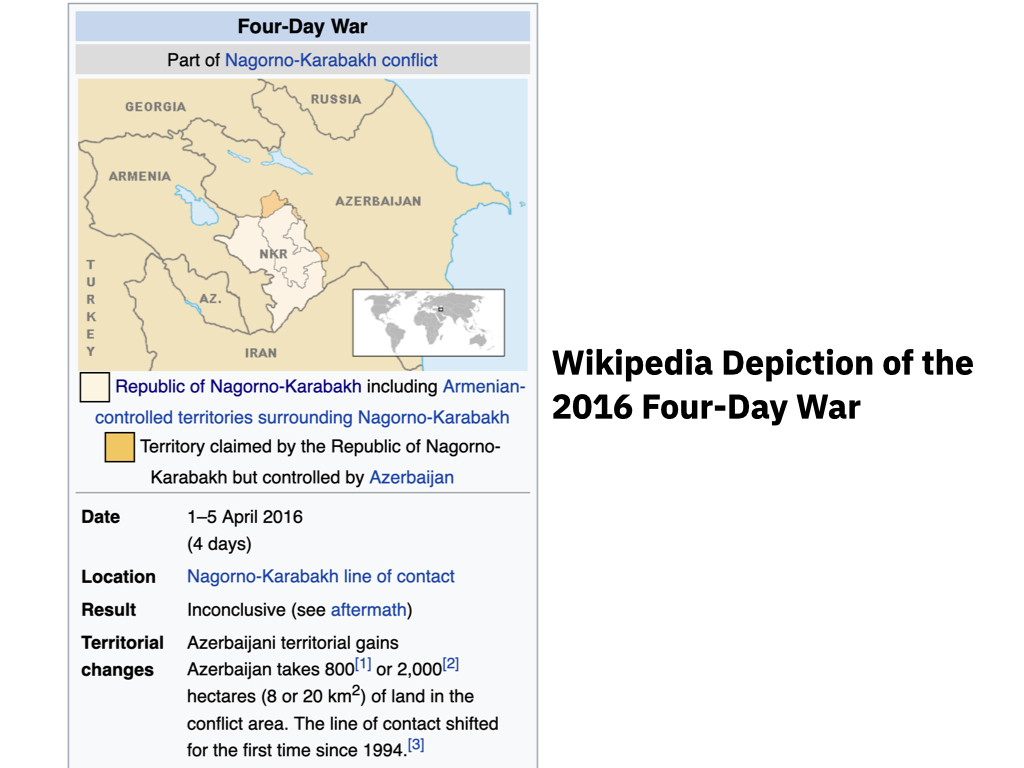 Four-Day War
Part of Nagorno-Karabakh conflict
GEORGIA
RUSSIA
ARMENIA
AZERBAIJAN
NKR
TURKEY
AZ.
IRAN
Republic of Nagorno-Karabakh including Armenian-
controlled territories surrounding Nagorno-Karabakh
Territory claimed by the Republic of Nagorno-
Karabakh but controlled by Azerbaijan
Date 1–5 April 2016
(4 days)
Location Nagorno-Karabakh line of contact
Result Inconclusive (see aftermath)
Territorial Azerbaijani territorial gains
changes Azerbaijan takes 800[1] or 2,000[2]
hectares (8 or 20 km2) of land in the
conflict area. The line of contact shifted
for the first time since 1994.[3]
Wikipedia Depiction of the
2016 Four-Day War